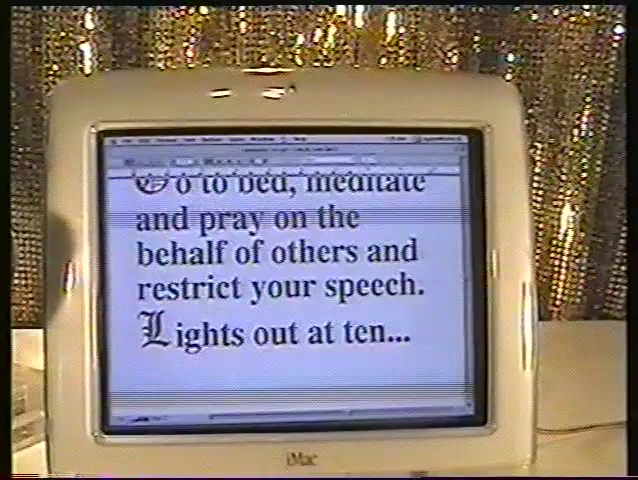 Go to bed, meditate
and pray on the
behalf of others and
restrict your speech.
Lights out at ten...
iMac